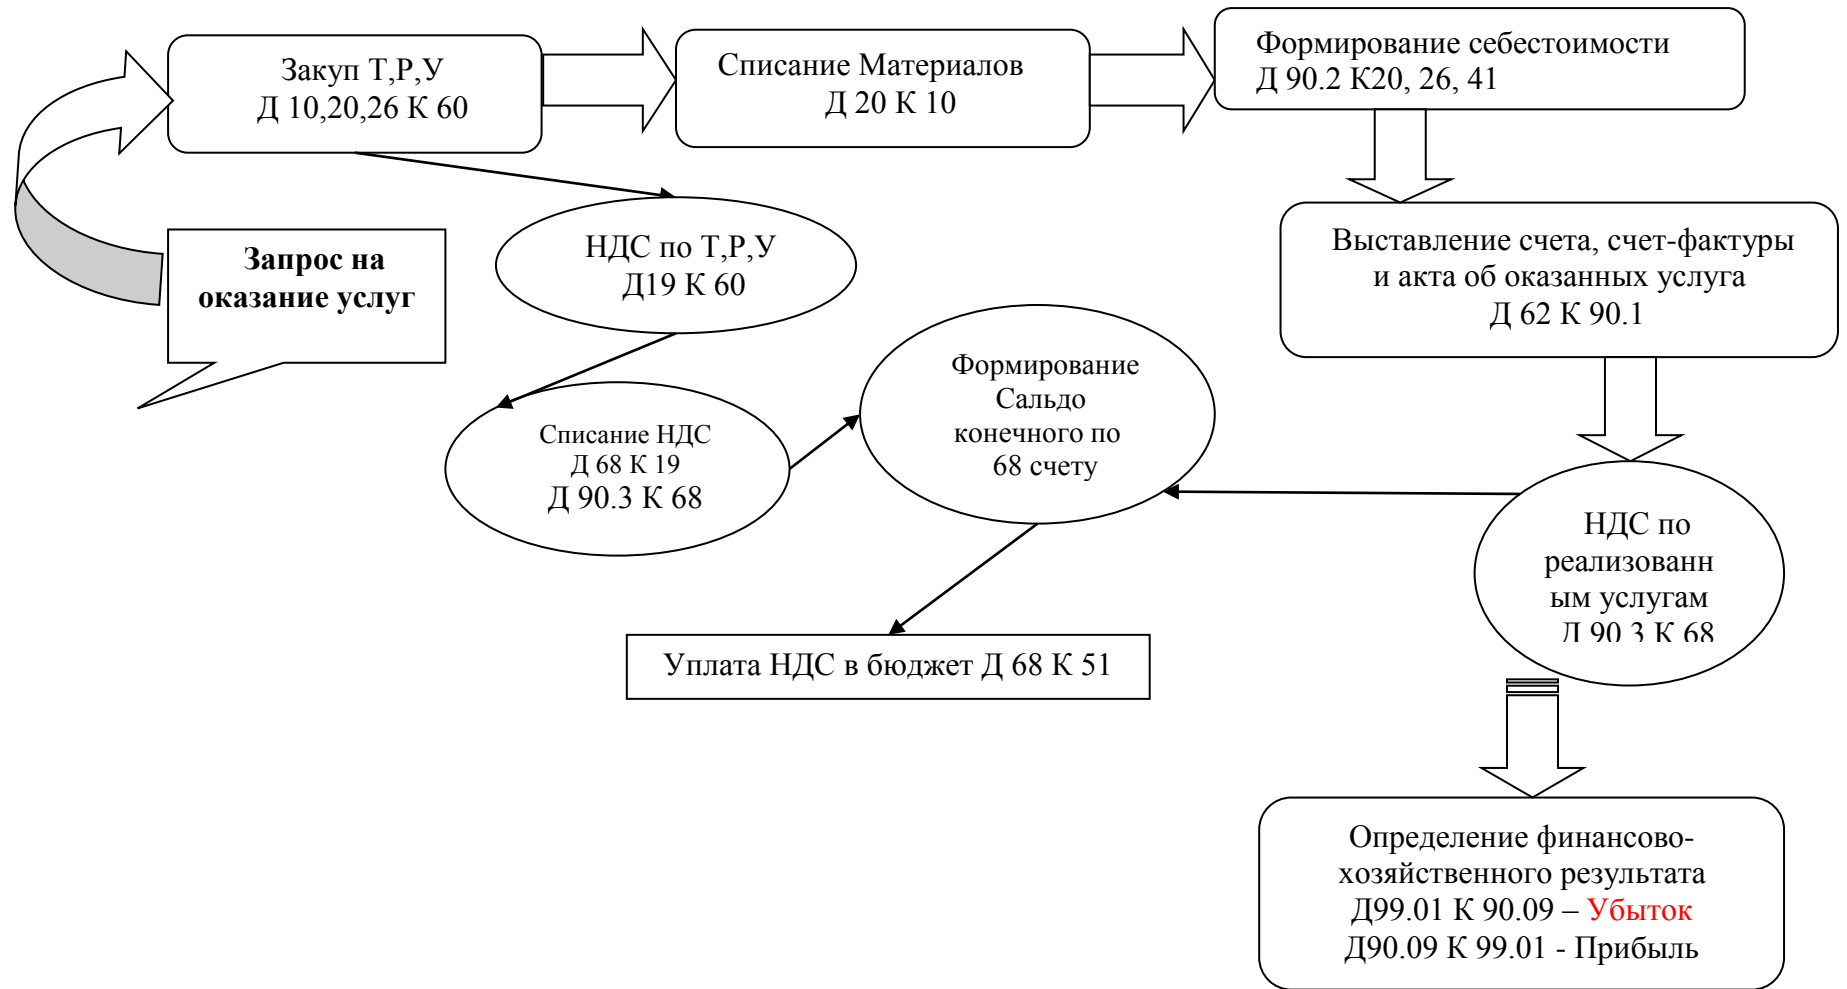 Закуп Т,Р,У
Д 10,20,26 К 60
Списание Материалов
Д 20 К 10
Формирование себестоимости
Д 90.2 К20, 26, 41
Запрос на
оказание услуг
НДС по Т,Р,У
Д19 К 60
Выставление счета, счет-фактуры
и акта об оказанных услуга
Д 62 К 90.1
Списание НДС
Д 68 К 19
Д 90.3 К 68
Формирование
Сальдо
конечного по
68 счету
НДС по
реализованн
ым услугам
Д 90.3 К 68
Уплата НДС в бюджет Д 68 К 51
Определение финансово-
хозяйственного результата
Д99.01 К 90.09 – Убыток
Д90.09 К 99.01 - Прибыль